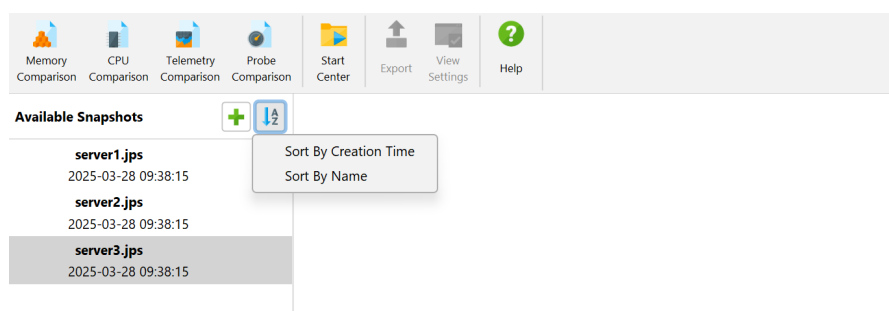 Memory Comparison
CPU Comparison
Telemetry Comparison
Probe Comparison
Start Center
Export
View Settings
Help
Available Snapshots
A
Z
Sort By Creation Time
Sort By Name
server1.jps
2025-03-28 09:38:15
server2.jps
2025-03-28 09:38:15
server3.jps
2025-03-28 09:38:15